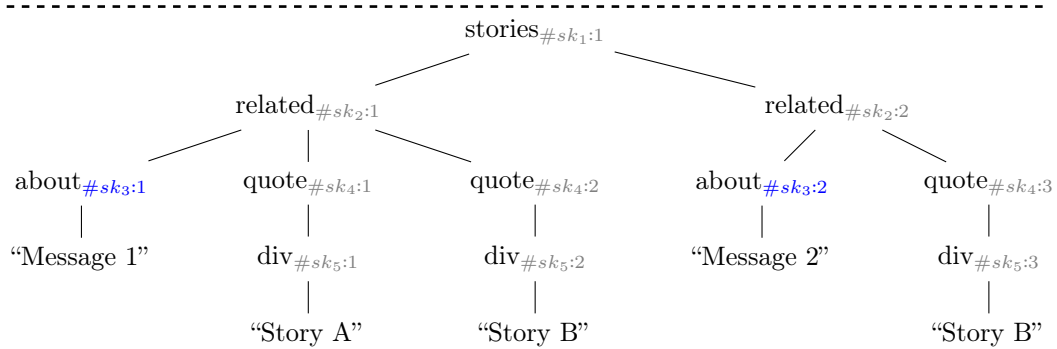 stories#sk₁:1
related#sk₂:1 related#sk₂:2
about#sk₃:1 quote#sk₄:1 quote#sk₄:2 about#sk₃:2 quote#sk₄:3
“Message 1” div#sk₅:1 div#sk₅:2 “Message 2” div#sk₅:3
“Story A” “Story B” “Story B”